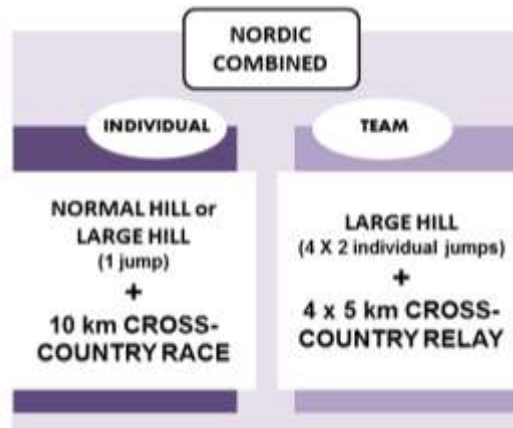 NORDIC
COMBINED
INDIVIDUAL
NORMAL HILL or
LARGE HILL
(1 jump)
+
10 km CROSS-
COUNTRY RACE
TEAM
LARGE HILL
(4 X 2 individual jumps)
+
4 x 5 km CROSS-
COUNTRY RELAY